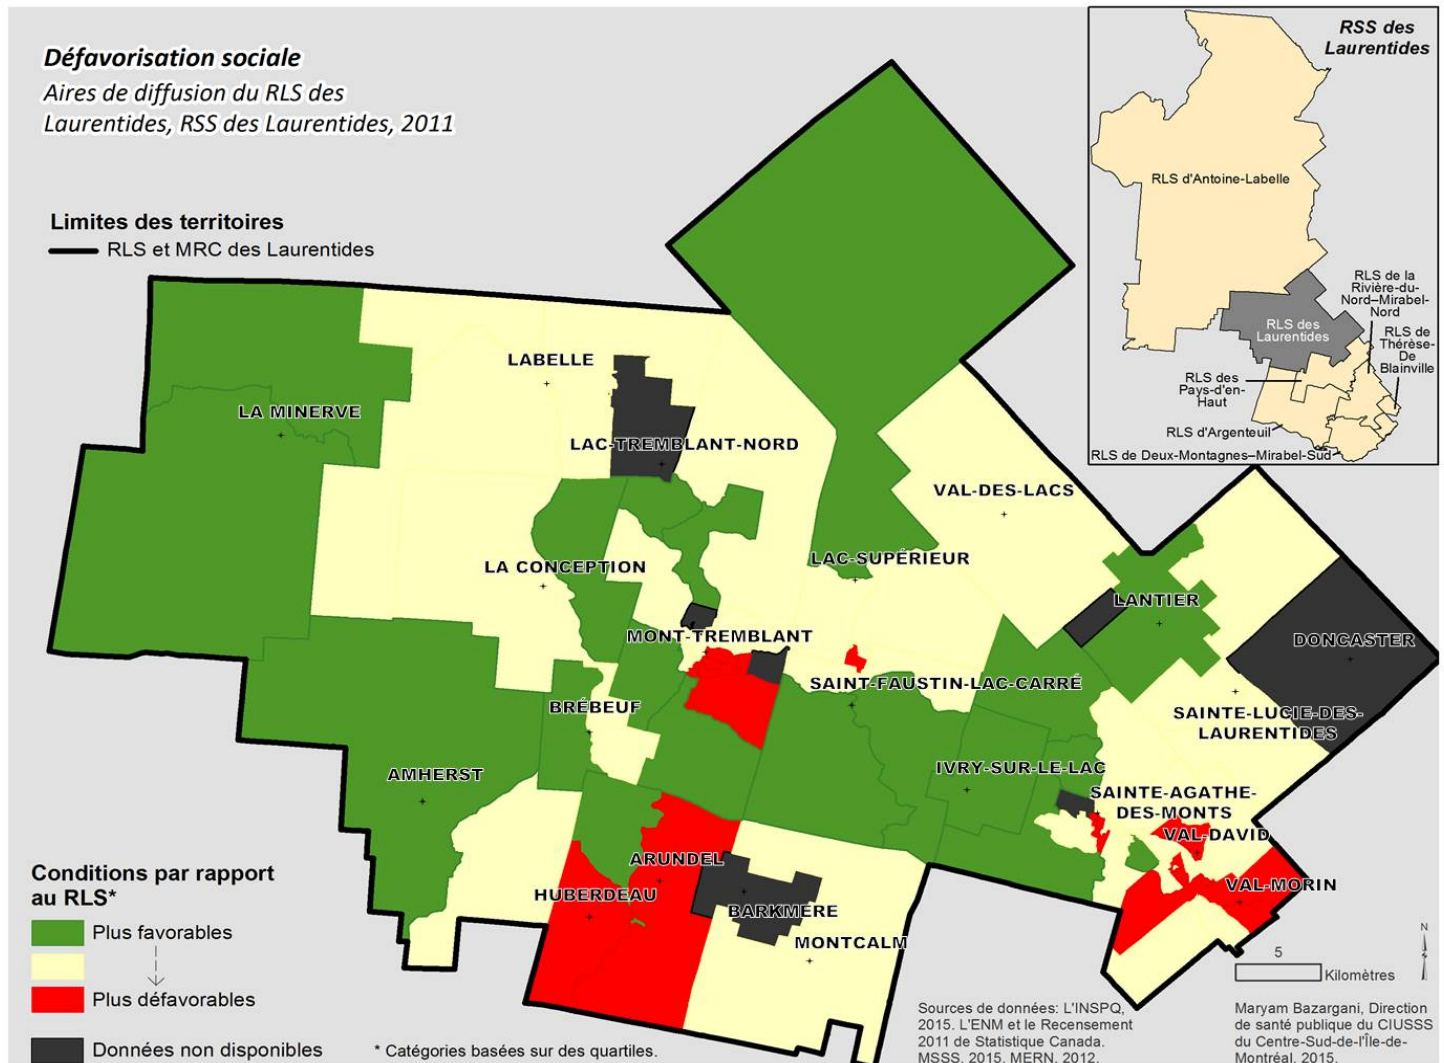 Défavorisation sociale
Aires de diffusion du RLS des
Laurentides, RSS des Laurentides, 2011
Limites des territoires
RLS et MRC des Laurentides
RSS des
Laurentides
RLS d'Antoine-Labelle
RLS de la
Rivière-du-
Nord–Mirabel-
Nord
RLS des
Laurentides
RLS de
Thérèse-
De
Blainville
RLS des
Pays-d'en-
Haut
RLS d'Argenteuil
RLS de Deux-Montagnes–Mirabel-Sud
LABELLE
LA MINERVE
LAC-TREMBLANT-NORD
VAL-DES-LACS
LAC-SUPÉRIEUR
LA CONCEPTION
LANTIER
MONT-TREMBLANT
DONCASTER
SAINT-FAUSTIN-LAC-CARRÉ
BRÉBEUF
SAINTE-LUCIE-DES-
LAURENTIDES
AMHERST
IVRY-SUR-LE-LAC
SAINTE-AGATHE-
DES-MONTS
VAL-DAVID
ARUNDEL
HUBERDEAU
VAL-MORIN
BARKMERE
MONTCALM
Conditions par rapport
au RLS*
Plus favorables
Plus défavorables
Données non disponibles
* Catégories basées sur des quartiles.
N
5
Kilomètres
Sources de données: L'INSPQ,
2015. L'ENM et le Recensement
2011 de Statistique Canada.
MSSS, 2015. MERN, 2012.
Maryam Bazargani, Direction
de santé publique du CIUSSS
du Centre-Sud-de-l'Île-de-
Montréal, 2015.